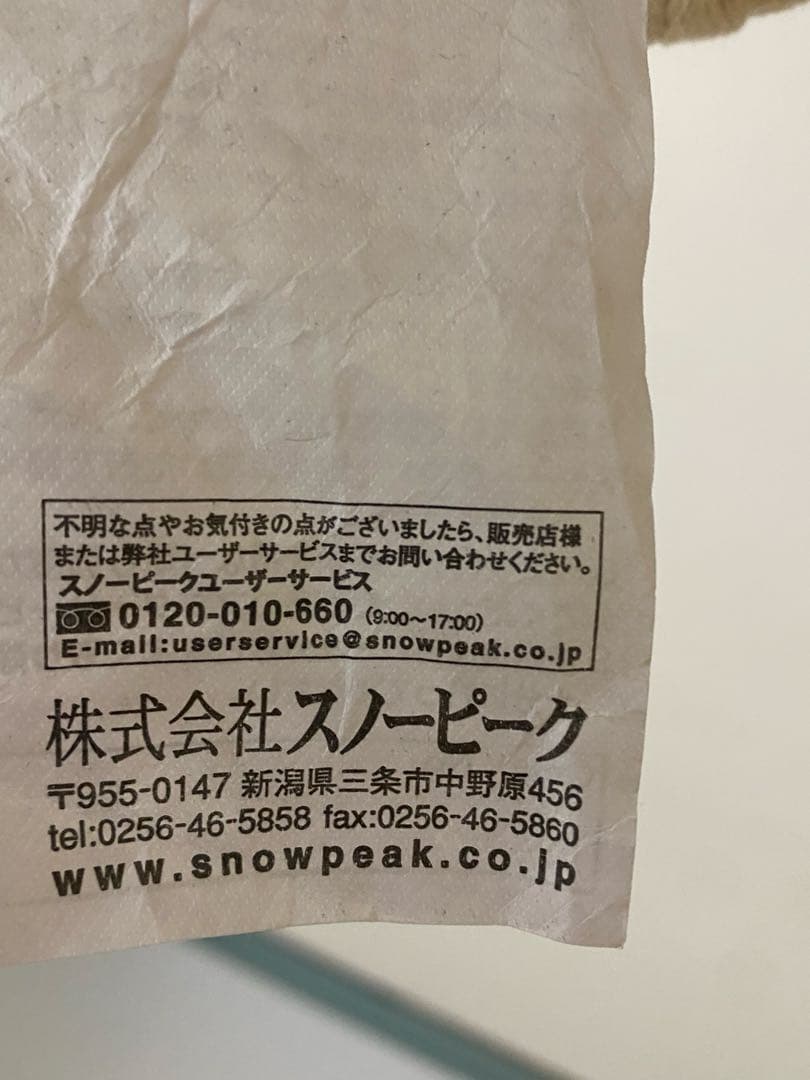 不明な点やお気付きの点がございましたら、販売店様
または弊社ユーザーサービスまでお問い合わせください。
スノーピークユーザーサービス
0120-010-660 (9:00〜17:00)
E-mail:userservice@snowpeak.co.jp
株式会社スノーピーク
〒955-0147 新潟県三条市中野原456
tel:0256-46-5858 fax:0256-46-5860
www.snowpeak.co.jp